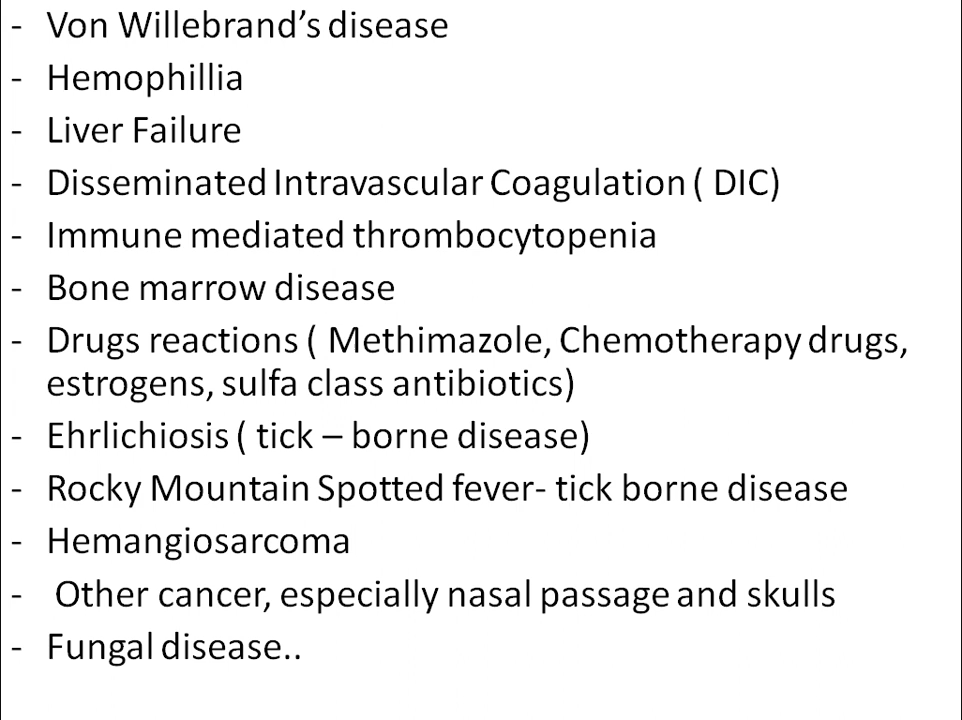 - Von Willebrand’s disease
- Hemophillia
- Liver Failure
- Disseminated Intravascular Coagulation ( DIC)
- Immune mediated thrombocytopenia
- Bone marrow disease
- Drugs reactions ( Methimazole, Chemotherapy drugs,
estrogens, sulfa class antibiotics)
- Ehrlichiosis ( tick – borne disease)
- Rocky Mountain Spotted fever- tick borne disease
- Hemangiosarcoma
- Other cancer, especially nasal passage and skulls
- Fungal disease..